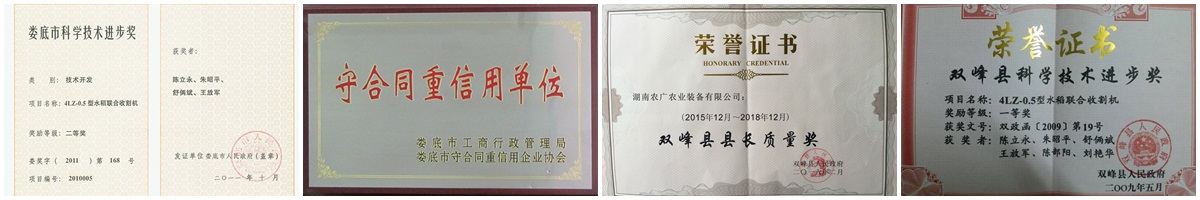 娄底市科学技术进步奖
类 别：技术开发
项目名称：4LZ-0.5型水稻联合收割机
奖励等级：二等奖
娄奖字（2011）第168号
项目编号：2010005
获奖者：
陈立永、朱昭平、
舒俩斌、王放军
发证单位娄底市人民政府（盖章）
二〇一一年十月
守合同重信用单位
娄底市工商行政管理局
娄底市守合同重信用企业协会
荣誉证书
HONORARY CREDENTIAL
湖南农广农业装备有限公司：
（2015年12月～2018年12月）
双峰县县长质量奖
双峰县人民政府
荣誉证书
双峰县科学技术进步奖
项目名称：4LZ-0.5型水稻联合收割机
奖励等级：一等奖
获奖文号：双政函【2009】第19号
获奖者：陈立永、朱昭平、舒俩斌
王放军、陈部阳、刘艳华
双峰县人民政府
二〇〇九年五月